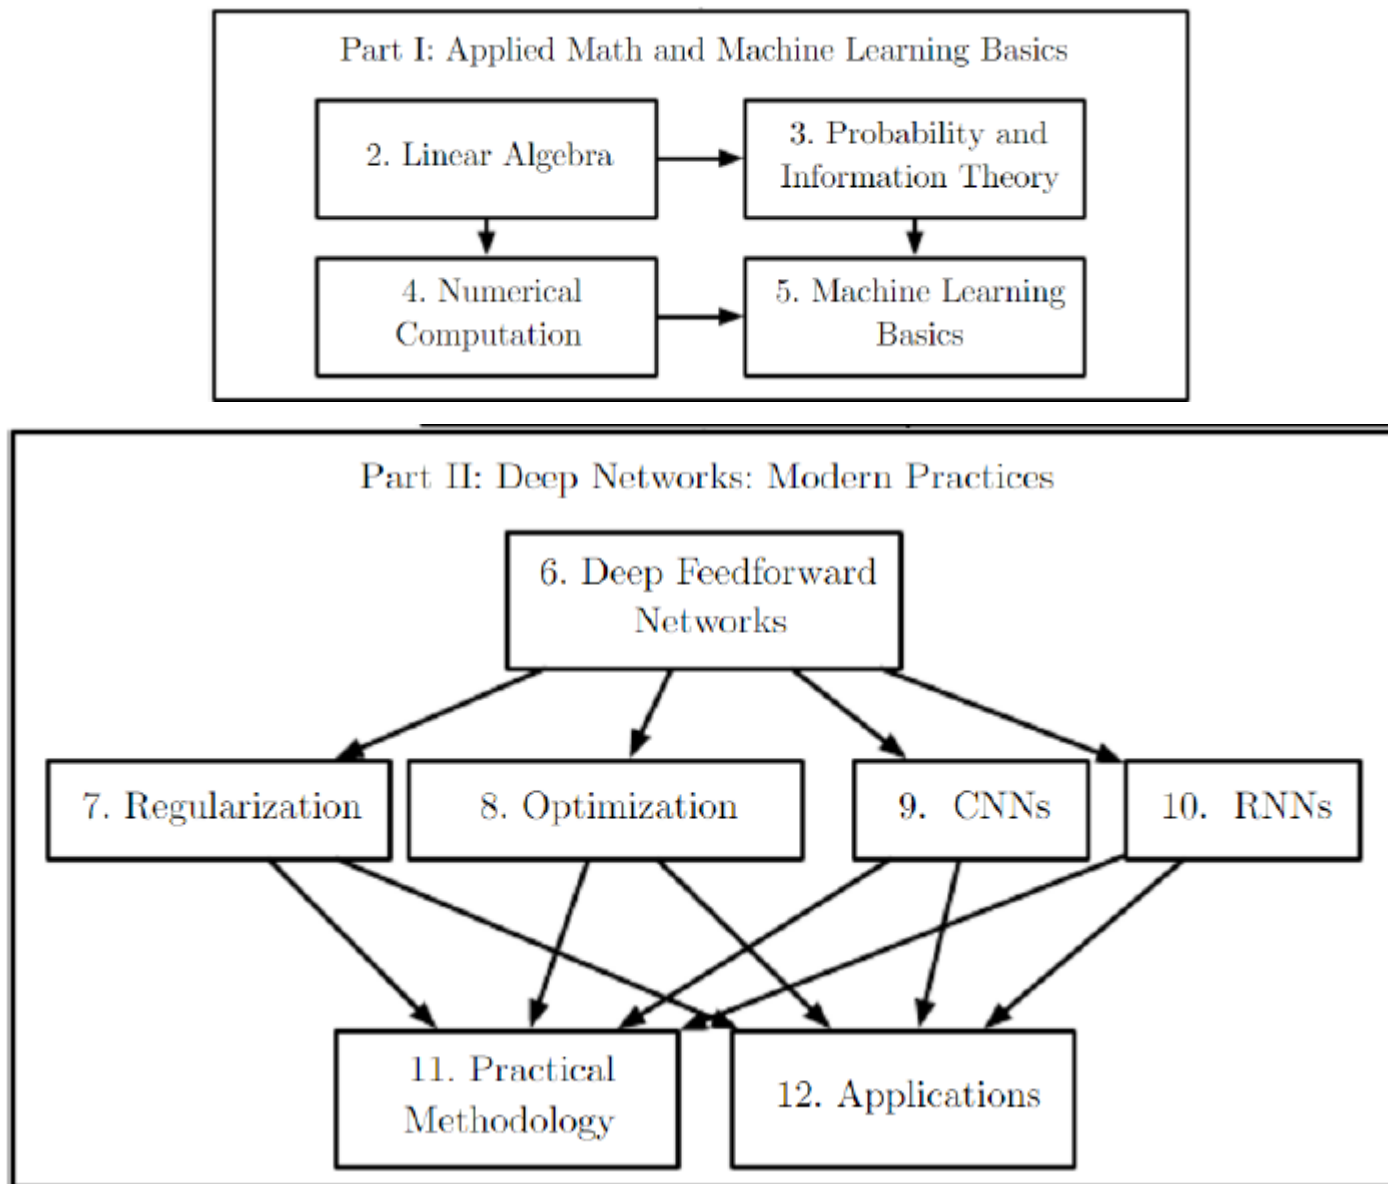 Part I: Applied Math and Machine Learning Basics
2. Linear Algebra
3. Probability and
Information Theory
4. Numerical
Computation
5. Machine Learning
Basics
Part II: Deep Networks: Modern Practices
6. Deep Feedforward
Networks
7. Regularization
8. Optimization
9. CNNs
10. RNNs
11. Practical
Methodology
12. Applications